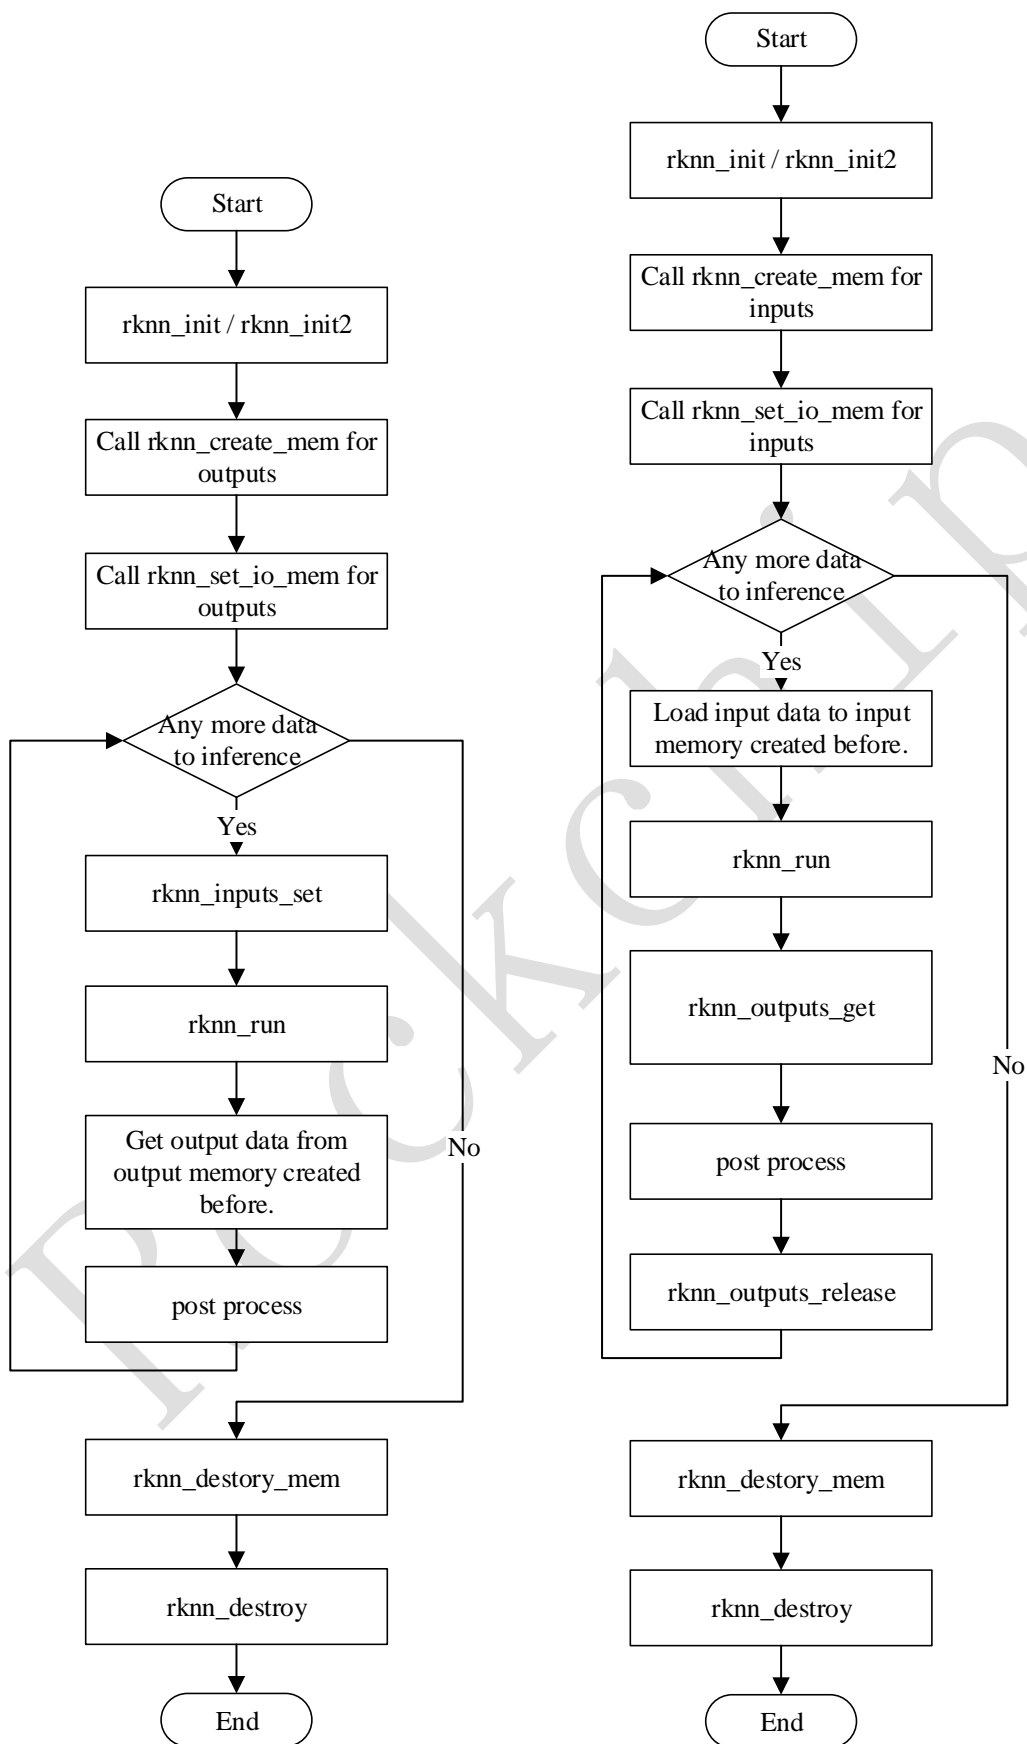 Start
rknn_init / rknn_init2
Call rknn_create_mem for
outputs
Call rknn_set_io_mem for
outputs
Any more data
to inference
Yes
rknn_inputs_set
rknn_run
Get output data from
output memory created
before.
No
post process
rknn_destory_mem
rknn_destroy
End
Start
rknn_init / rknn_init2
Call rknn_create_mem for
inputs
Call rknn_set_io_mem for
inputs
Any more data
to inference
Yes
Load input data to input
memory created before.
rknn_run
rknn_outputs_get
No
post process
rknn_outputs_release
rknn_destory_mem
rknn_destroy
End
Rockchip